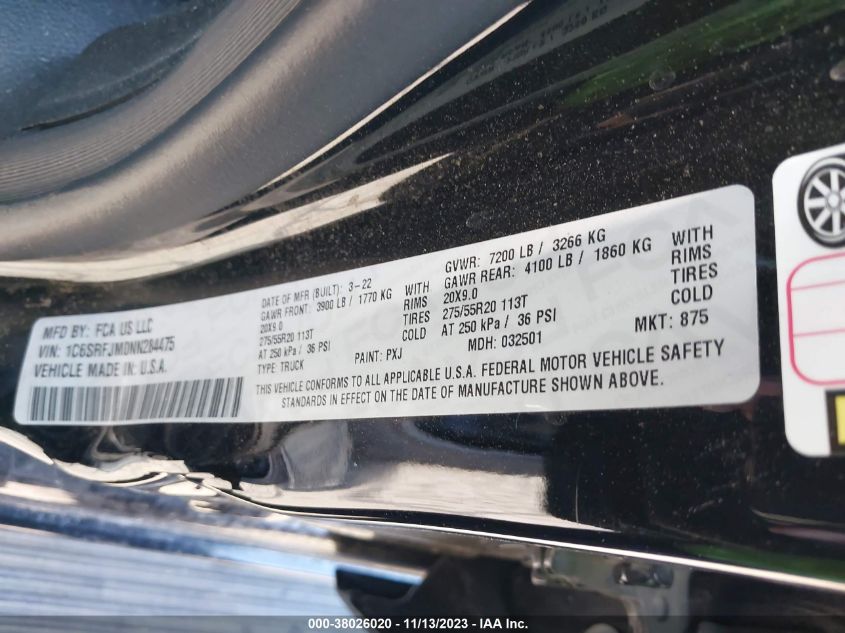 MFD BY: FCA US LLC
VIN: 1C6SRFJM0NN284475
VEHICLE MADE IN: U.S.A.
DATE OF MFR (BUILT): 3-22
GAWR FRONT: 3900 LB / 1770 KG WITH
20X9.0 RIMS
275/55R20 113T TIRES
AT 250 kPa / 36 PSI COLD
TYPE: TRUCK PAINT: PXJ
GVWR: 7200 LB / 3266 KG
GAWR REAR: 4100 LB / 1860 KG WITH
20X9.0 RIMS
275/55R20 113T TIRES
AT 250 kPa / 36 PSI COLD
MDH: 032501 MKT: 875
THIS VEHICLE CONFORMS TO ALL APPLICABLE U.S.A. FEDERAL MOTOR VEHICLE SAFETY
STANDARDS IN EFFECT ON THE DATE OF MANUFACTURE SHOWN ABOVE.
000-38026020 - 11/13/2023 - IAA Inc.